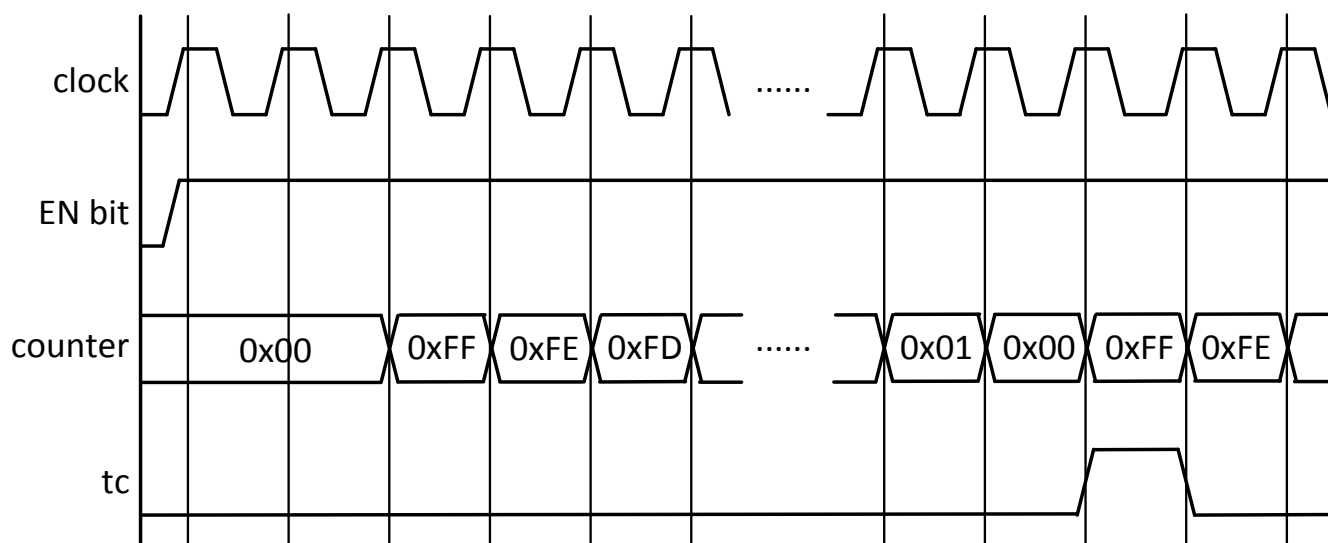 clock ......
EN bit
counter 0x00 0xFF 0xFE 0xFD ...... 0x01 0x00 0xFF 0xFE
tc